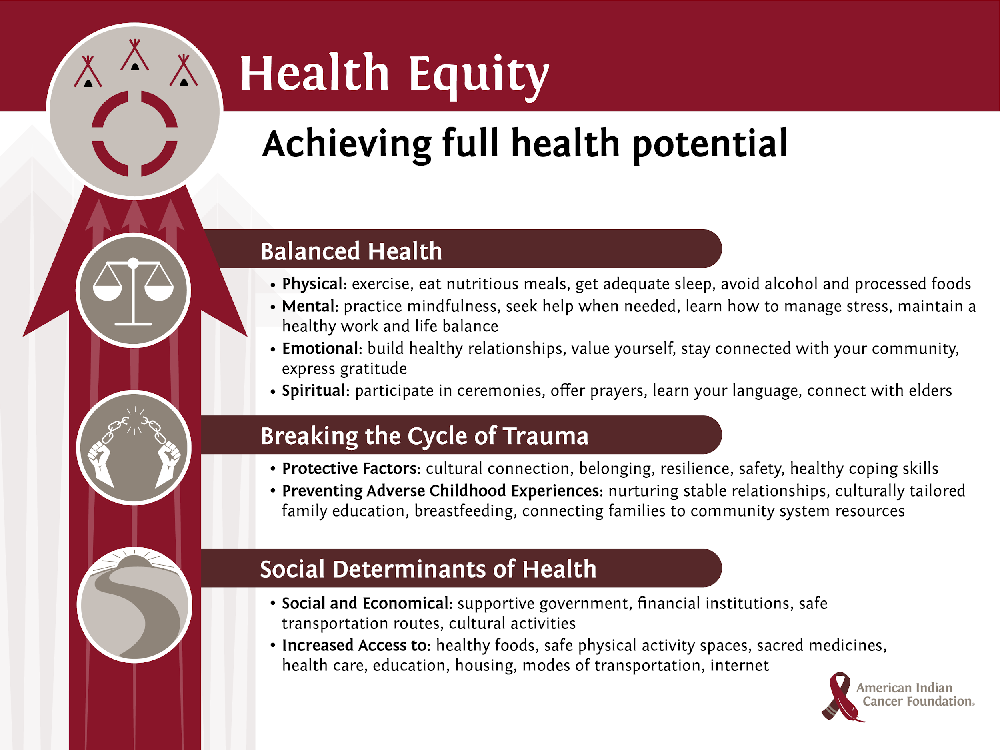 Health Equity
Achieving full health potential
Balanced Health
• Physical: exercise, eat nutritious meals, get adequate sleep, avoid alcohol and processed foods
• Mental: practice mindfulness, seek help when needed, learn how to manage stress, maintain a
healthy work and life balance
• Emotional: build healthy relationships, value yourself, stay connected with your community,
express gratitude
• Spiritual: participate in ceremonies, offer prayers, learn your language, connect with elders
Breaking the Cycle of Trauma
• Protective Factors: cultural connection, belonging, resilience, safety, healthy coping skills
• Preventing Adverse Childhood Experiences: nurturing stable relationships, culturally tailored
family education, breastfeeding, connecting families to community system resources
Social Determinants of Health
• Social and Economical: supportive government, financial institutions, safe
transportation routes, cultural activities
• Increased Access to: healthy foods, safe physical activity spaces, sacred medicines,
health care, education, housing, modes of transportation, internet
American Indian
Cancer Foundation®